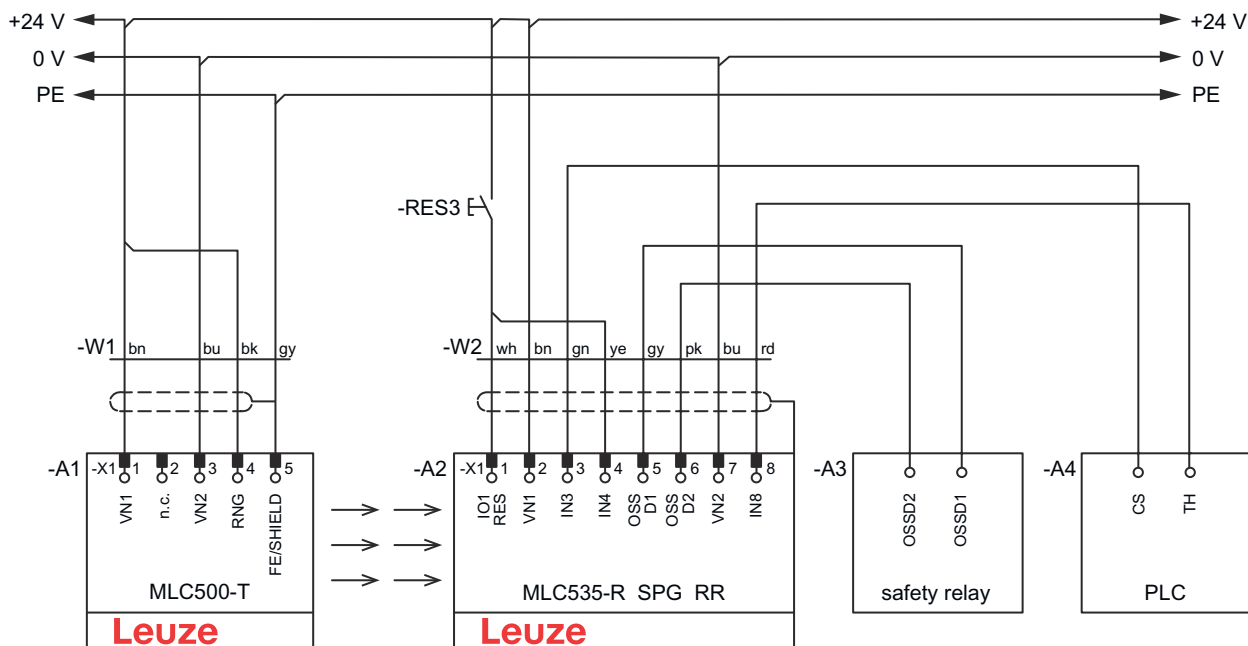 +24 V +24 V
0 V 0 V
PE PE
-RES3
-W1 bn bu bk gy -W2 wh bn gn ye gy pk bu rd
-A1 -X1 1 2 3 4 5 -A2 -X1 1 2 3 4 5 6 7 8 -A3 -A4
VN1 n.c. VN2 RNG FE/SHIELD
IO1 RES VN1 IN3 IN4 OSS D1 OSS D2 VN2 IN8
OSSD2 OSSD1
CS TH
MLC500-T MLC535-R SPG RR safety relay PLC
Leuze Leuze